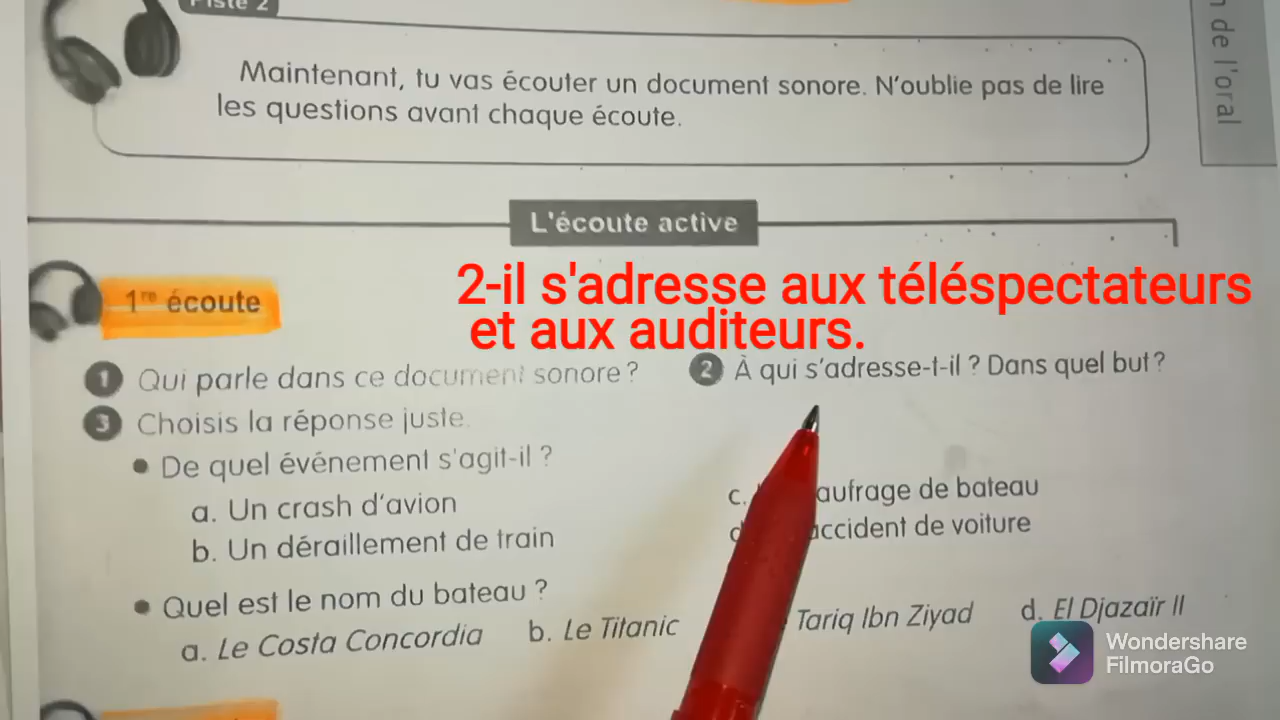 Piste 2
n de l'oral
Maintenant, tu vas écouter un document sonore. N'oublie pas de lire
les questions avant chaque écoute.
L'écoute active
1re écoute
2-il s'adresse aux téléspectateurs
et aux auditeurs.
1 Qui parle dans ce document sonore ?
2 À qui s'adresse-t-il ? Dans quel but ?
3 Choisis la réponse juste.
• De quel événement s'agit-il ?
a. Un crash d'avion
c. aufrage de bateau
b. Un déraillement de train
d accident de voiture
• Quel est le nom du bateau ?
a. Le Costa Concordia b. Le Titanic Tariq Ibn Ziyad d. El Djazaïr II
Wondershare
FilmoraGo